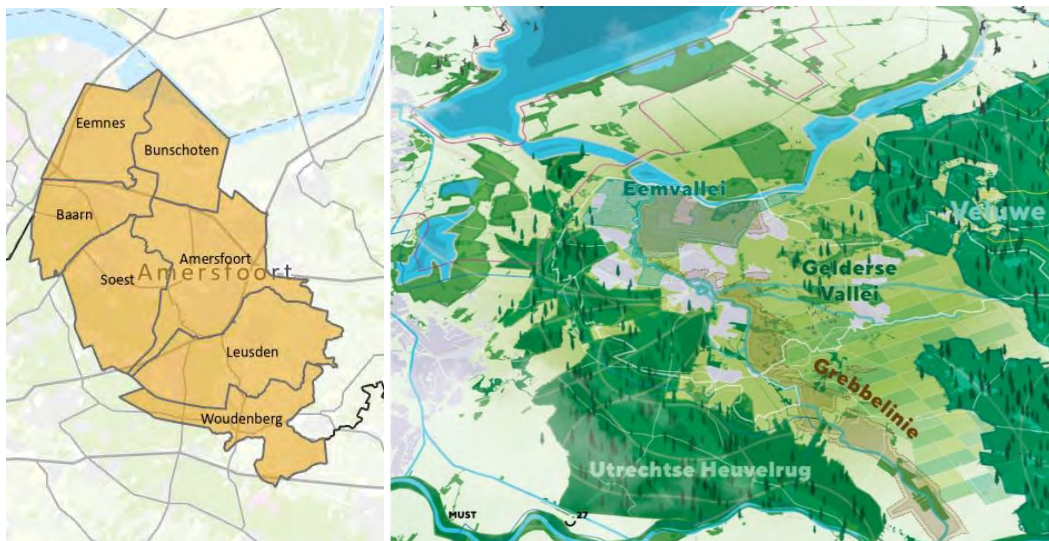 Eemnes
Bunschoten
Baarn
Amersfoort
Soest
Amersfoort
Leusden
Woudenberg
Eemvallei
Veluwe
Gelderse
Vallei
Grebbelinie
Utrechtse Heuvelrug
MUST
27